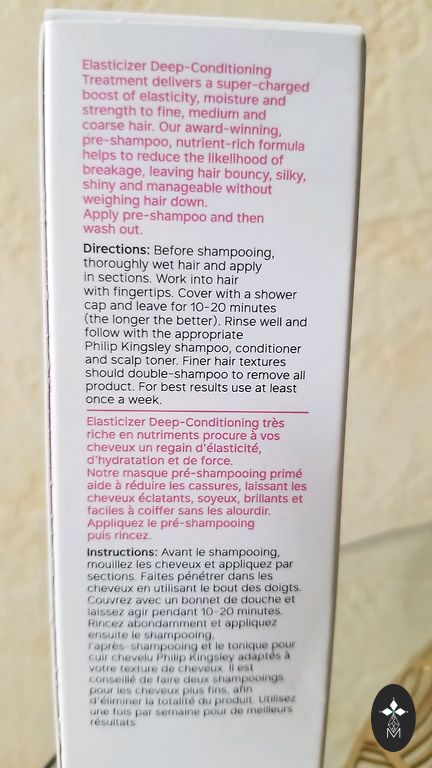 Elasticizer Deep-Conditioning
Treatment delivers a super-charged
boost of elasticity, moisture and
strength to fine, medium and
coarse hair. Our award-winning,
pre-shampoo, nutrient-rich formula
helps to reduce the likelihood of
breakage, leaving hair bouncy, silky,
shiny and manageable without
weighing hair down.
Apply pre-shampoo and then
wash out.
Directions: Before shampooing,
thoroughly wet hair and apply
in sections. Work into hair
with fingertips. Cover with a shower
cap and leave for 10-20 minutes
(the longer the better). Rinse well and
follow with the appropriate
Philip Kingsley shampoo, conditioner
and scalp toner. Finer hair textures
should double-shampoo to remove all
product. For best results use at least
once a week.
Elasticizer Deep-Conditioning très
riche en nutriments procure à vos
cheveux un regain d'élasticité,
d'hydratation et de force.
Notre masque pré-shampooing primé
aide à réduire les cassures, laissant les
cheveux éclatants, soyeux, brillants et
faciles à coiffer sans les alourdir.
Appliquez le pré-shampooing
puis rincez.
Instructions: Avant le shampooing,
mouillez les cheveux et appliquez par
sections. Faites pénétrer dans les
cheveux en utilisant le bout des doigts.
Couvrez avec un bonnet de douche et
laissez agir pendant 10-20 minutes.
Rincez abondamment et appliquez
ensuite le shampooing,
l'après-shampooing et le tonique pour
cuir chevelu Philip Kingsley adaptés à
votre texture de cheveux. Il est
conseillé de faire deux shampooings
pour les cheveux plus fins, afin
d'éliminer la totalité du produit. Utilisez
une fois par semaine pour de meilleurs
résultats.
M